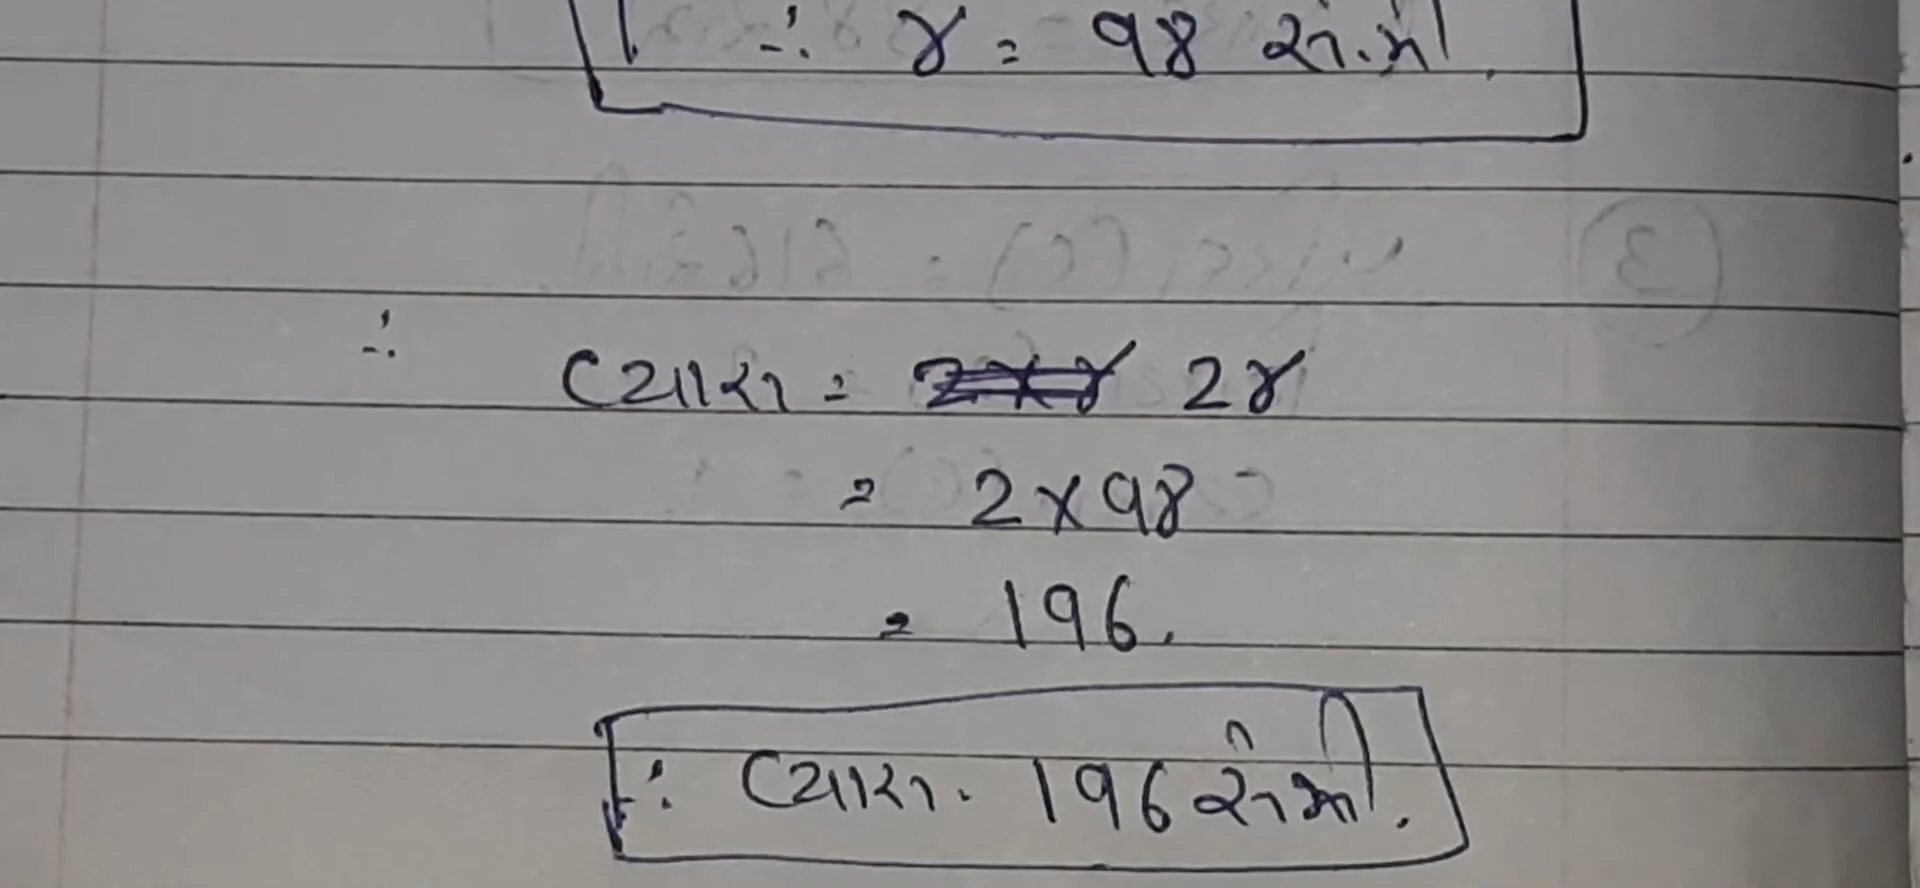 ∴ r = 98 સે.મી.
∴ વ્યાસ = 2r
= 2 × 98
= 196.
∴ વ્યાસ = 196 સેમી.